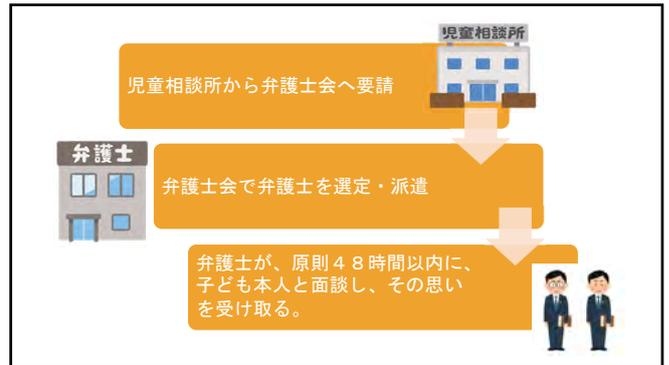 児童相談所
児童相談所から弁護士会へ要請
弁護士
弁護士会で弁護士を選定・派遣
弁護士が、原則４８時間以内に、
子ども本人と面談し、その思い
を受け取る。